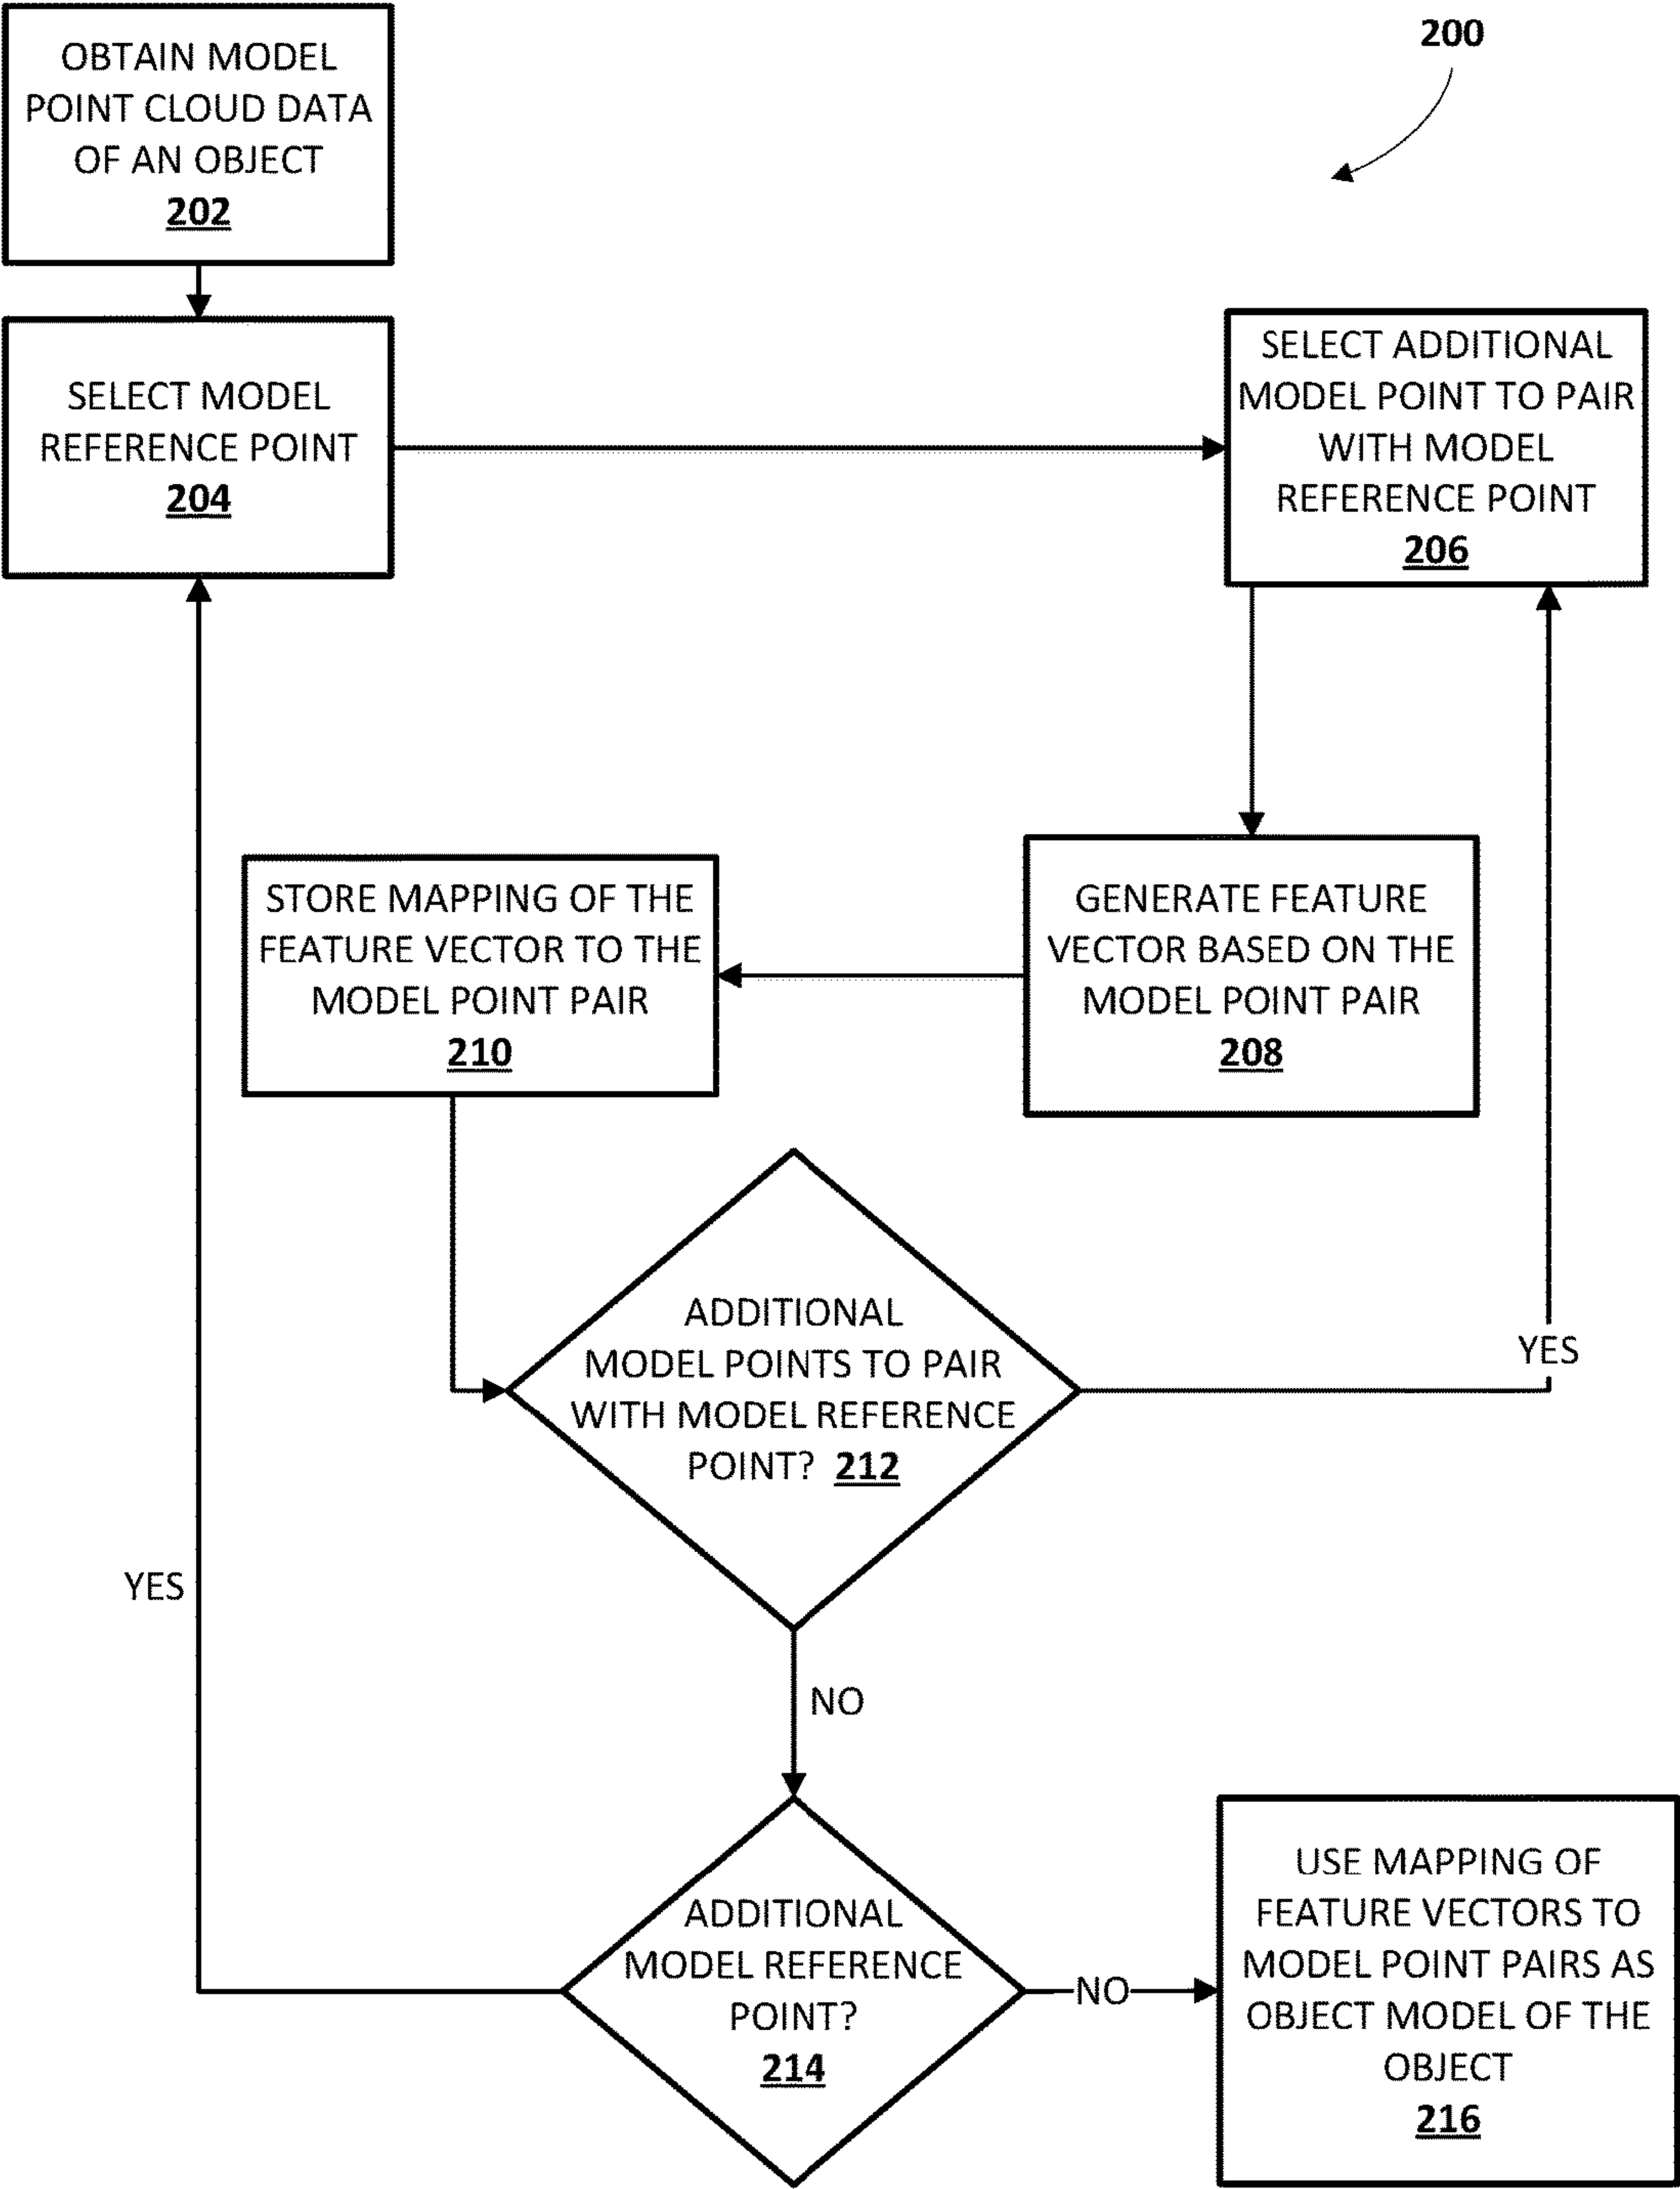 200
OBTAIN MODEL
POINT CLOUD DATA
OF AN OBJECT
202
SELECT MODEL
REFERENCE POINT
204
SELECT ADDITIONAL
MODEL POINT TO PAIR
WITH MODEL
REFERENCE POINT
206
GENERATE FEATURE
VECTOR BASED ON THE
MODEL POINT PAIR
208
STORE MAPPING OF THE
FEATURE VECTOR TO THE
MODEL POINT PAIR
210
ADDITIONAL
MODEL POINTS TO PAIR
WITH MODEL REFERENCE
POINT? 212
YES
NO
ADDITIONAL
MODEL REFERENCE
POINT?
214
YES
NO
USE MAPPING OF
FEATURE VECTORS TO
MODEL POINT PAIRS AS
OBJECT MODEL OF THE
OBJECT
216